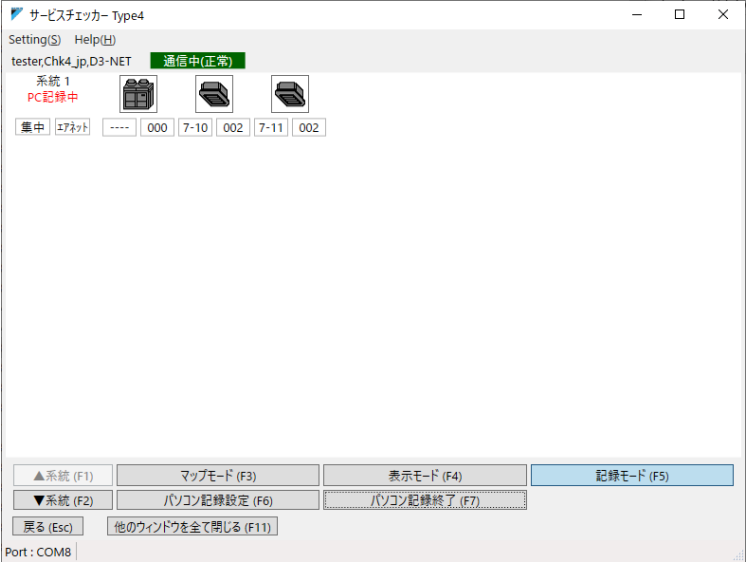 サービスチェッカー Type4
Setting(S) Help(H)
tester,Chk4_jp,D3-NET 通信中(正常)
系統 1
PC記録中
集中 ｴｱﾈｯﾄ ---- 000 7-10 002 7-11 002
▲系統 (F1) マップモード (F3) 表示モード (F4) 記録モード (F5)
▼系統 (F2) パソコン記録設定 (F6) パソコン記録終了 (F7)
戻る (Esc) 他のウィンドウを全て閉じる (F11)
Port : COM8